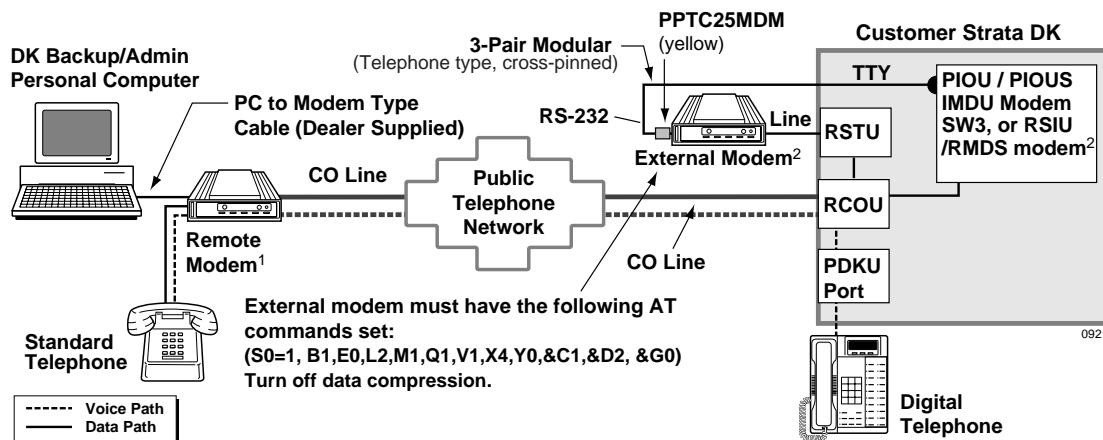 DK Backup/Admin
Personal Computer
PC to Modem Type
Cable (Dealer Supplied)
3-Pair Modular
(Telephone type, cross-pinned)
PPTC25MDM
(yellow)
RS-232
External Modem2
Line
TTY
Customer Strata DK
PIOU / PIOUS
IMDU Modem
SW3, or RSIU
/RMDS modem2
RSTU
RCOU
PDKU
Port
CO Line
Public
Telephone
Network
CO Line
Remote
Modem1
Standard
Telephone
External modem must have the following AT
commands set:
(S0=1, B1,E0,L2,M1,Q1,V1,X4,Y0,&C1,&D2, &G0)
Turn off data compression.
092
Digital
Telephone
Voice Path
Data Path